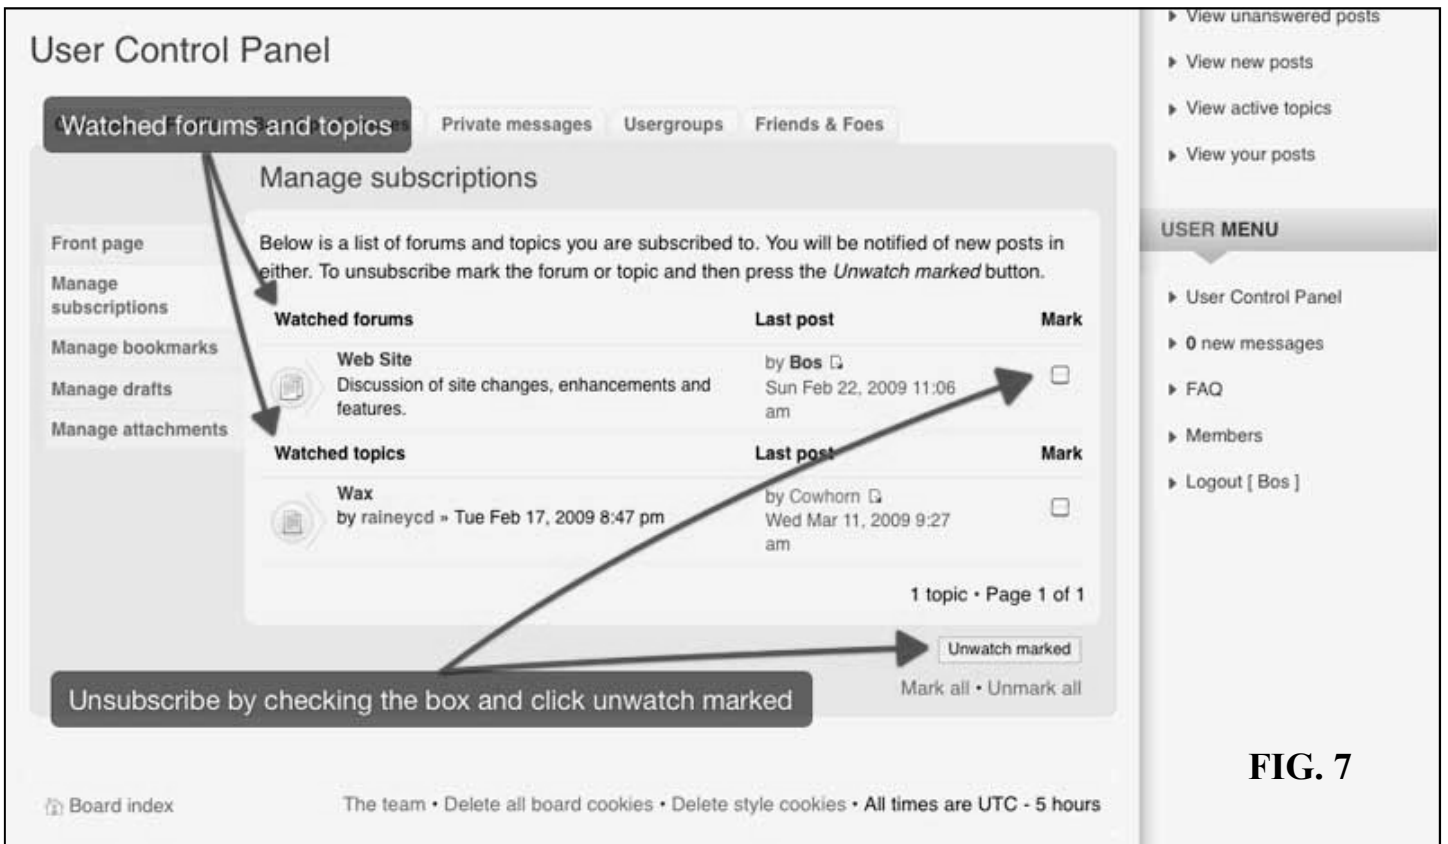 User Control Panel
Watched forums and topics
Private messages
Usergroups
Friends & Foes
Manage subscriptions
Front page
Manage
subscriptions
Manage bookmarks
Manage drafts
Manage attachments
Below is a list of forums and topics you are subscribed to. You will be notified of new posts in
either. To unsubscribe mark the forum or topic and then press the Unwatch marked button.
Watched forums Last post Mark
Web Site
Discussion of site changes, enhancements and
features.
by Bos
Sun Feb 22, 2009 11:06
am
Watched topics Last post Mark
Wax
by raineycd » Tue Feb 17, 2009 8:47 pm
by Cowhorn
Wed Mar 11, 2009 9:27
am
1 topic • Page 1 of 1
Unwatch marked
Mark all • Unmark all
Unsubscribe by checking the box and click unwatch marked
Board index
The team • Delete all board cookies • Delete style cookies • All times are UTC - 5 hours
View unanswered posts
View new posts
View active topics
View your posts
USER MENU
User Control Panel
0 new messages
FAQ
Members
Logout [ Bos ]
FIG. 7